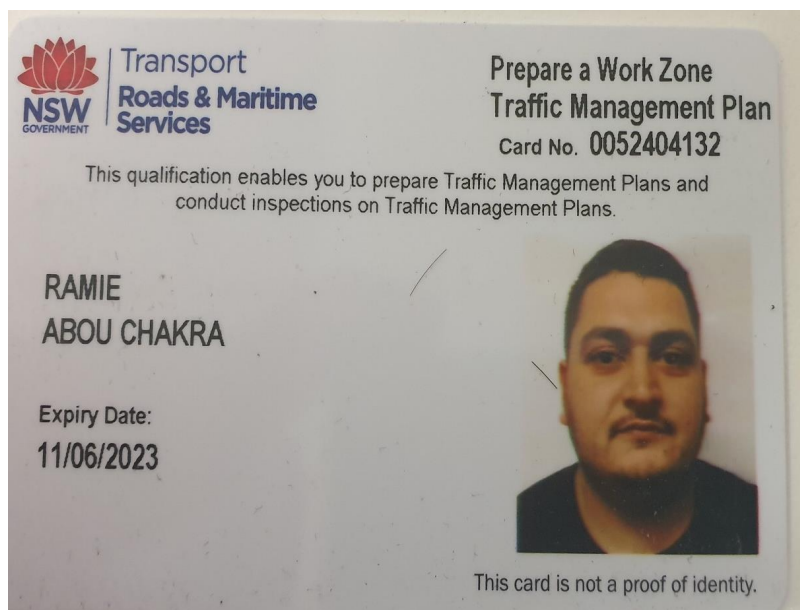 NSW
GOVERNMENT
Transport
Roads & Maritime
Services
Prepare a Work Zone
Traffic Management Plan
Card No. 0052404132
This qualification enables you to prepare Traffic Management Plans and
conduct inspections on Traffic Management Plans.
RAMIE
ABOU CHAKRA
Expiry Date:
11/06/2023
This card is not a proof of identity.